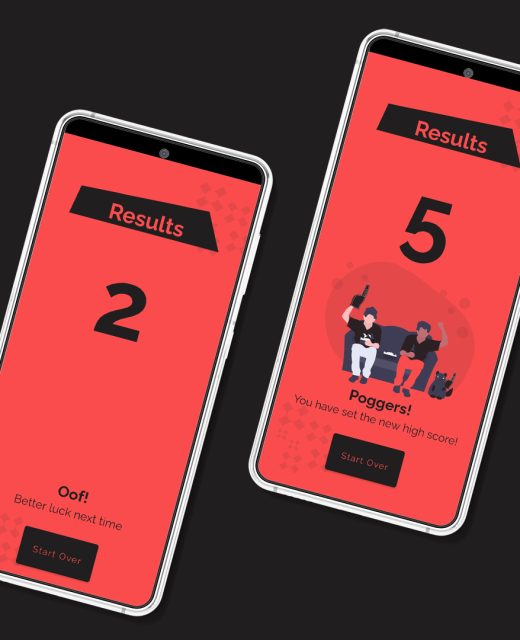 Results
2
Oof!
Better luck next time
Start Over
Results
5
Poggers!
You have set the new high score!
Start Over